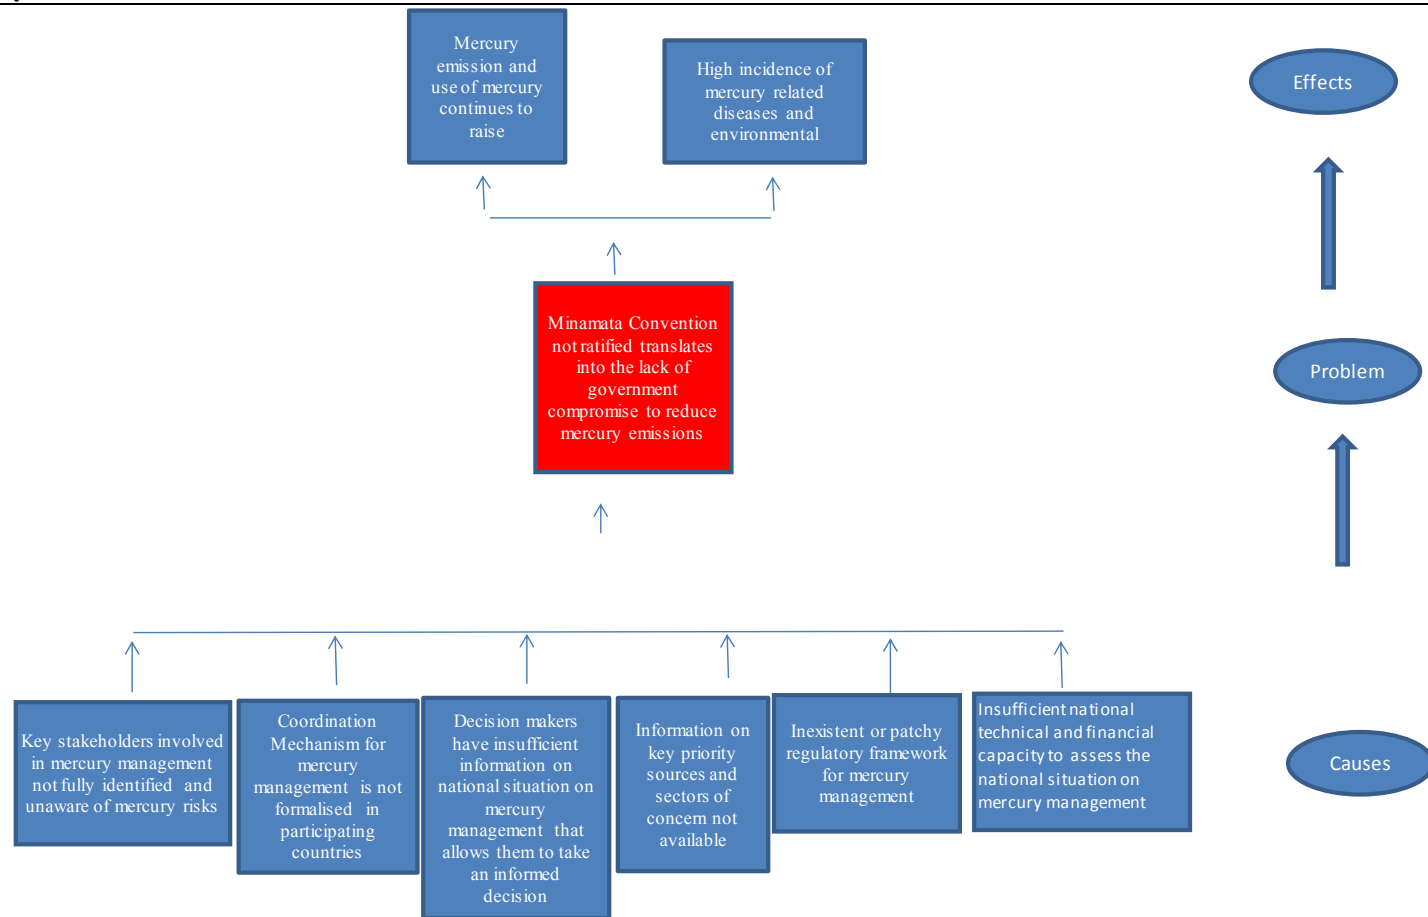 Mercury
emission and
use of mercury
continues to
raise
High incidence of
mercury related
diseases and
environmental
Effects
Minamata Convention
not ratified translates
into the lack of
government
compromise to reduce
mercury emissions
Problem
Key stakeholders involved
in mercury management
not fully identified and
unaware of mercury risks
Coordination
Mechanism for
mercury
management is not
formalised in
participating
countries
Decision makers
have insufficient
information on
national situation on
mercury
management that
allows them to take
an informed
decision
Information on
key priority
sources and
sectors of
concern not
available
Inexistent or patchy
regulatory framework
for mercury
management
Insufficient national
technical and financial
capacity to assess the
national situation on
mercury management
Causes